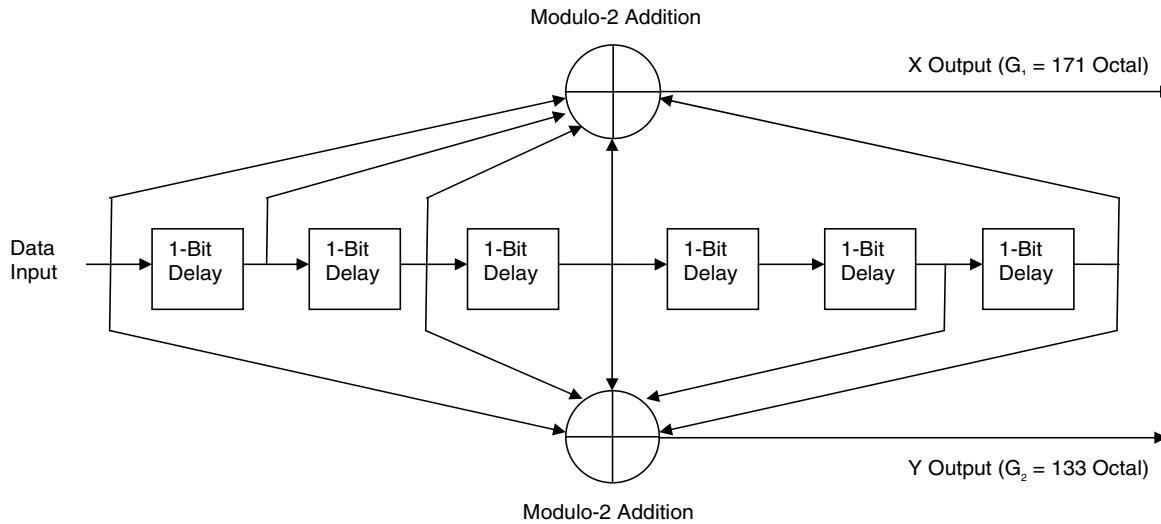 Modulo-2 Addition
X Output (G₁ = 171 Octal)
Data
Input
1-Bit
Delay
1-Bit
Delay
1-Bit
Delay
1-Bit
Delay
1-Bit
Delay
1-Bit
Delay
Y Output (G₂ = 133 Octal)
Modulo-2 Addition